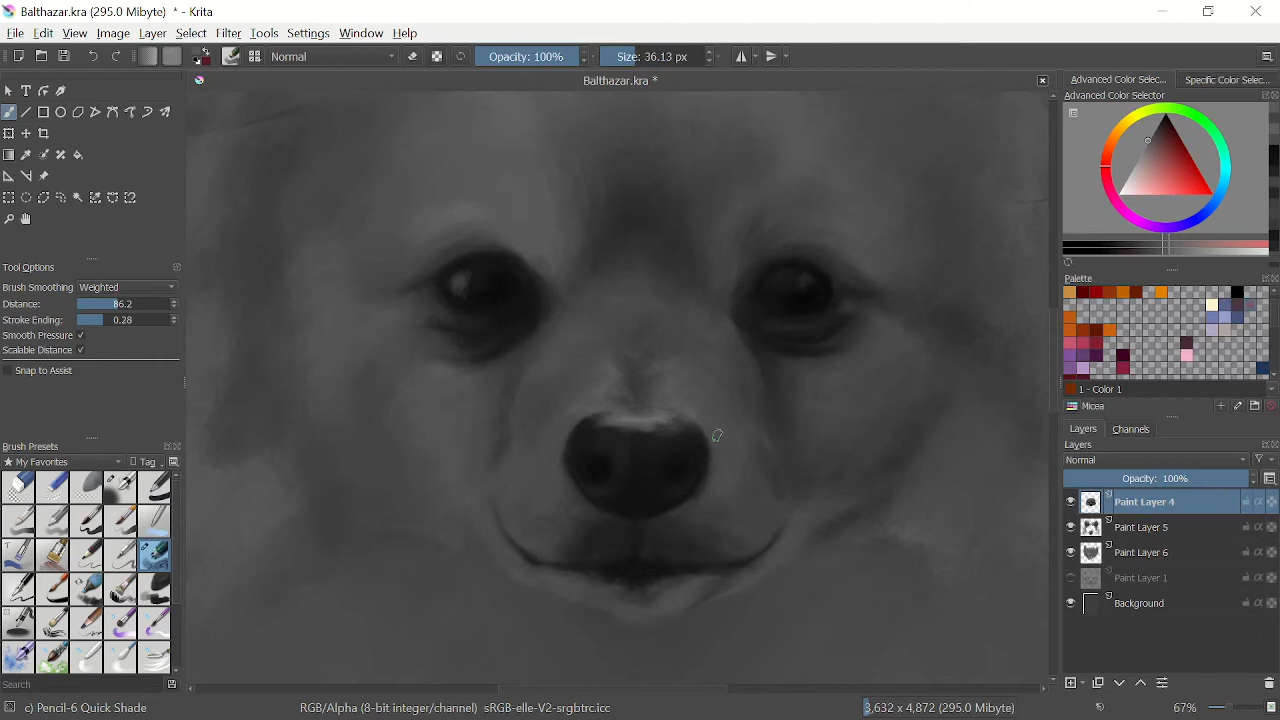 Balthazar.kra (295.0 Mibyte) * - Krita
File Edit View Image Layer Select Filter Tools Settings Window Help
Normal Opacity: 100% Size: 36.13 px
Balthazar.kra *
Advanced Color Selec... Specific Color Selec...
Advanced Color Selector
Tool Options
Brush Smoothing Weighted
Distance: 86.2
Stroke Ending: 0.28
Smooth Pressure
Scalable Distance
Snap to Assist
Palette
1 - Color 1
Micea
Brush Presets
My Favorites Tag
Layers Channels
Layers
Normal
Opacity: 100%
Paint Layer 4
Paint Layer 5
Paint Layer 6
Paint Layer 1
Background
Search
c) Pencil-6 Quick Shade RGB/Alpha (8-bit integer/channel) sRGB-elle-V2-srgbtrc.icc 3,632 x 4,872 (295.0 Mibyte) 67%